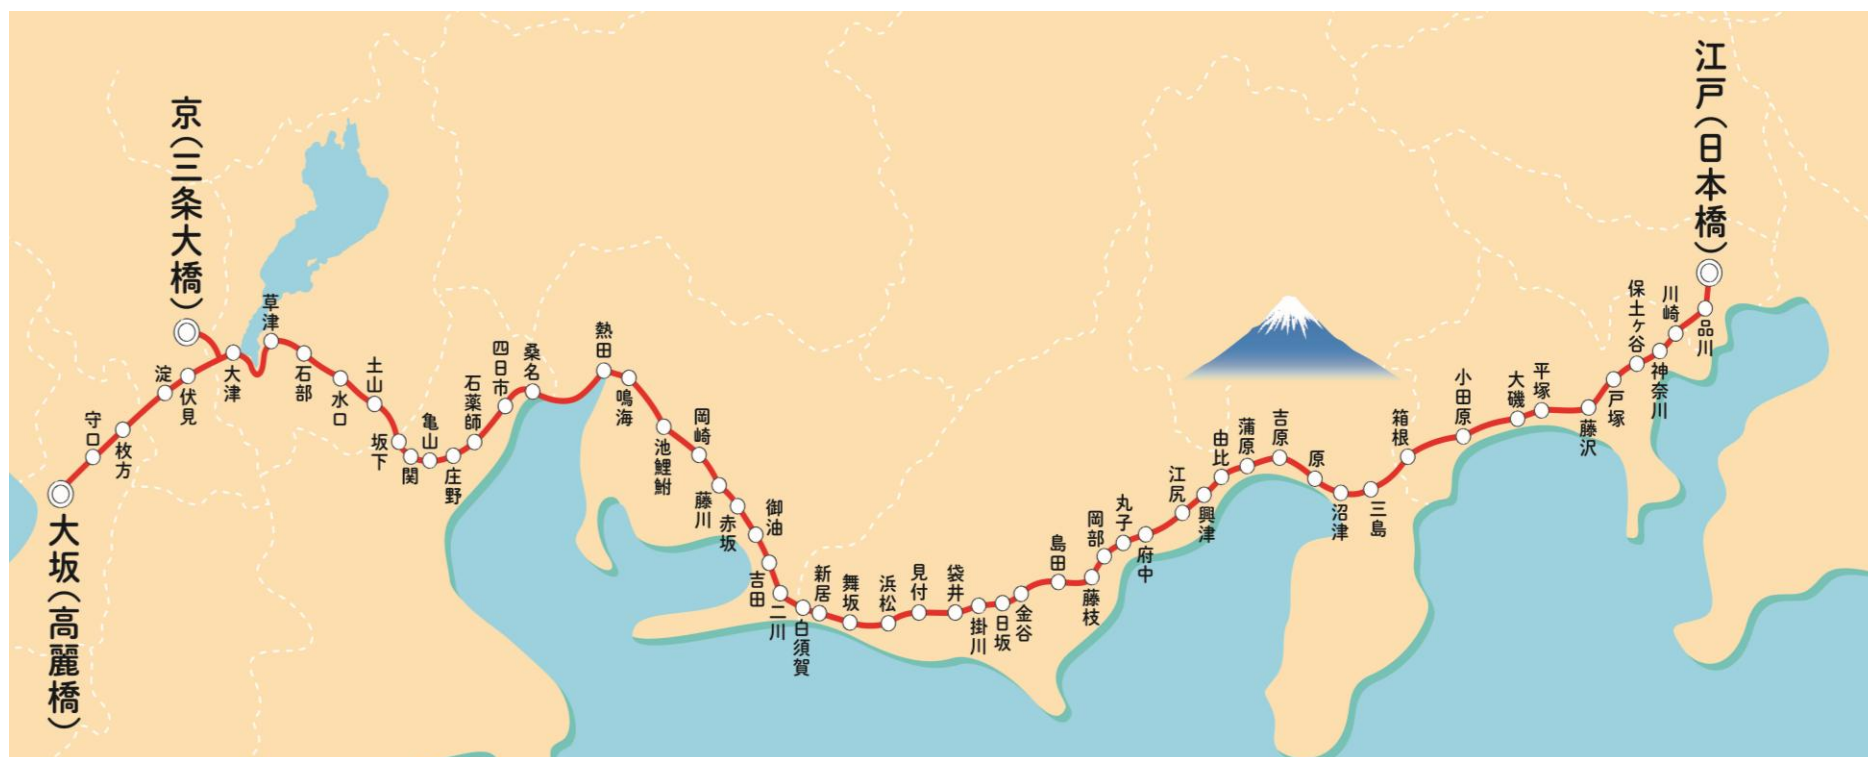 江戸（日本橋）
品川
川崎
神奈川
保土ヶ谷
戸塚
藤沢
平塚
大磯
小田原
箱根
三島
沼津
原
吉原
蒲原
由比
興津
江尻
府中
丸子
岡部
藤枝
島田
金谷
日坂
掛川
袋井
見付
浜松
舞坂
新居
白須賀
二川
吉田
御油
赤坂
藤川
岡崎
池鯉鮒
鳴海
熱田
桑名
四日市
石薬師
庄野
亀山
関
坂下
土山
水口
石部
草津
大津
京（三条大橋）
伏見
淀
枚方
守口
大坂（高麗橋）